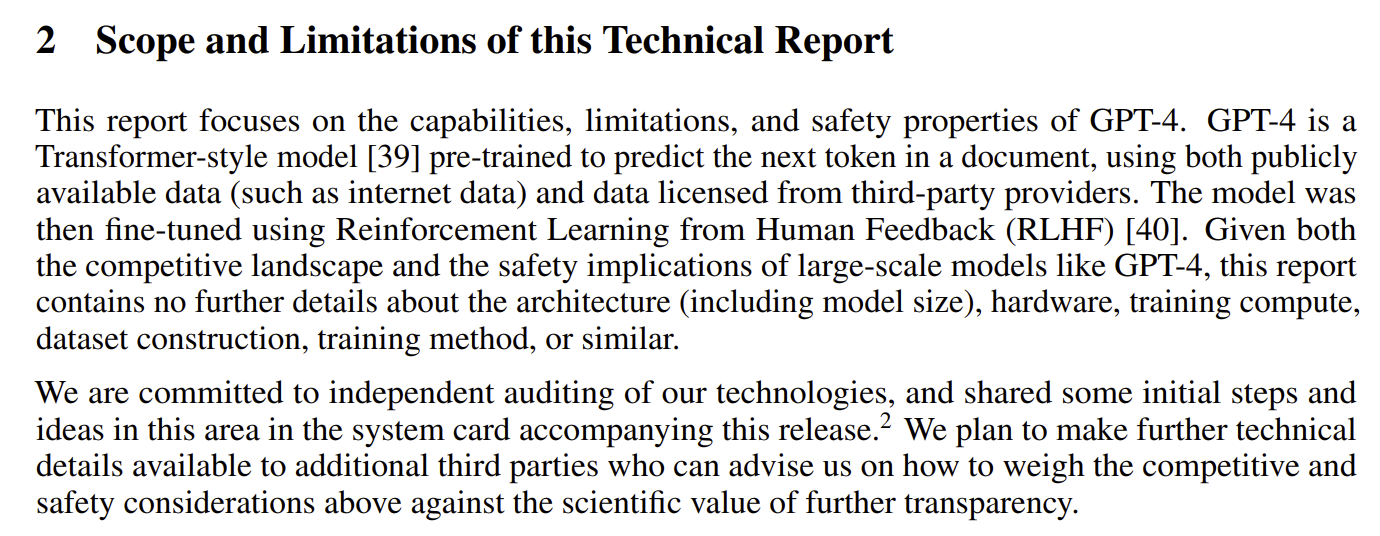 2 Scope and Limitations of this Technical Report
This report focuses on the capabilities, limitations, and safety properties of GPT-4. GPT-4 is a
Transformer-style model [39] pre-trained to predict the next token in a document, using both publicly
available data (such as internet data) and data licensed from third-party providers. The model was
then fine-tuned using Reinforcement Learning from Human Feedback (RLHF) [40]. Given both
the competitive landscape and the safety implications of large-scale models like GPT-4, this report
contains no further details about the architecture (including model size), hardware, training compute,
dataset construction, training method, or similar.
We are committed to independent auditing of our technologies, and shared some initial steps and
ideas in this area in the system card accompanying this release.2 We plan to make further technical
details available to additional third parties who can advise us on how to weigh the competitive and
safety considerations above against the scientific value of further transparency.